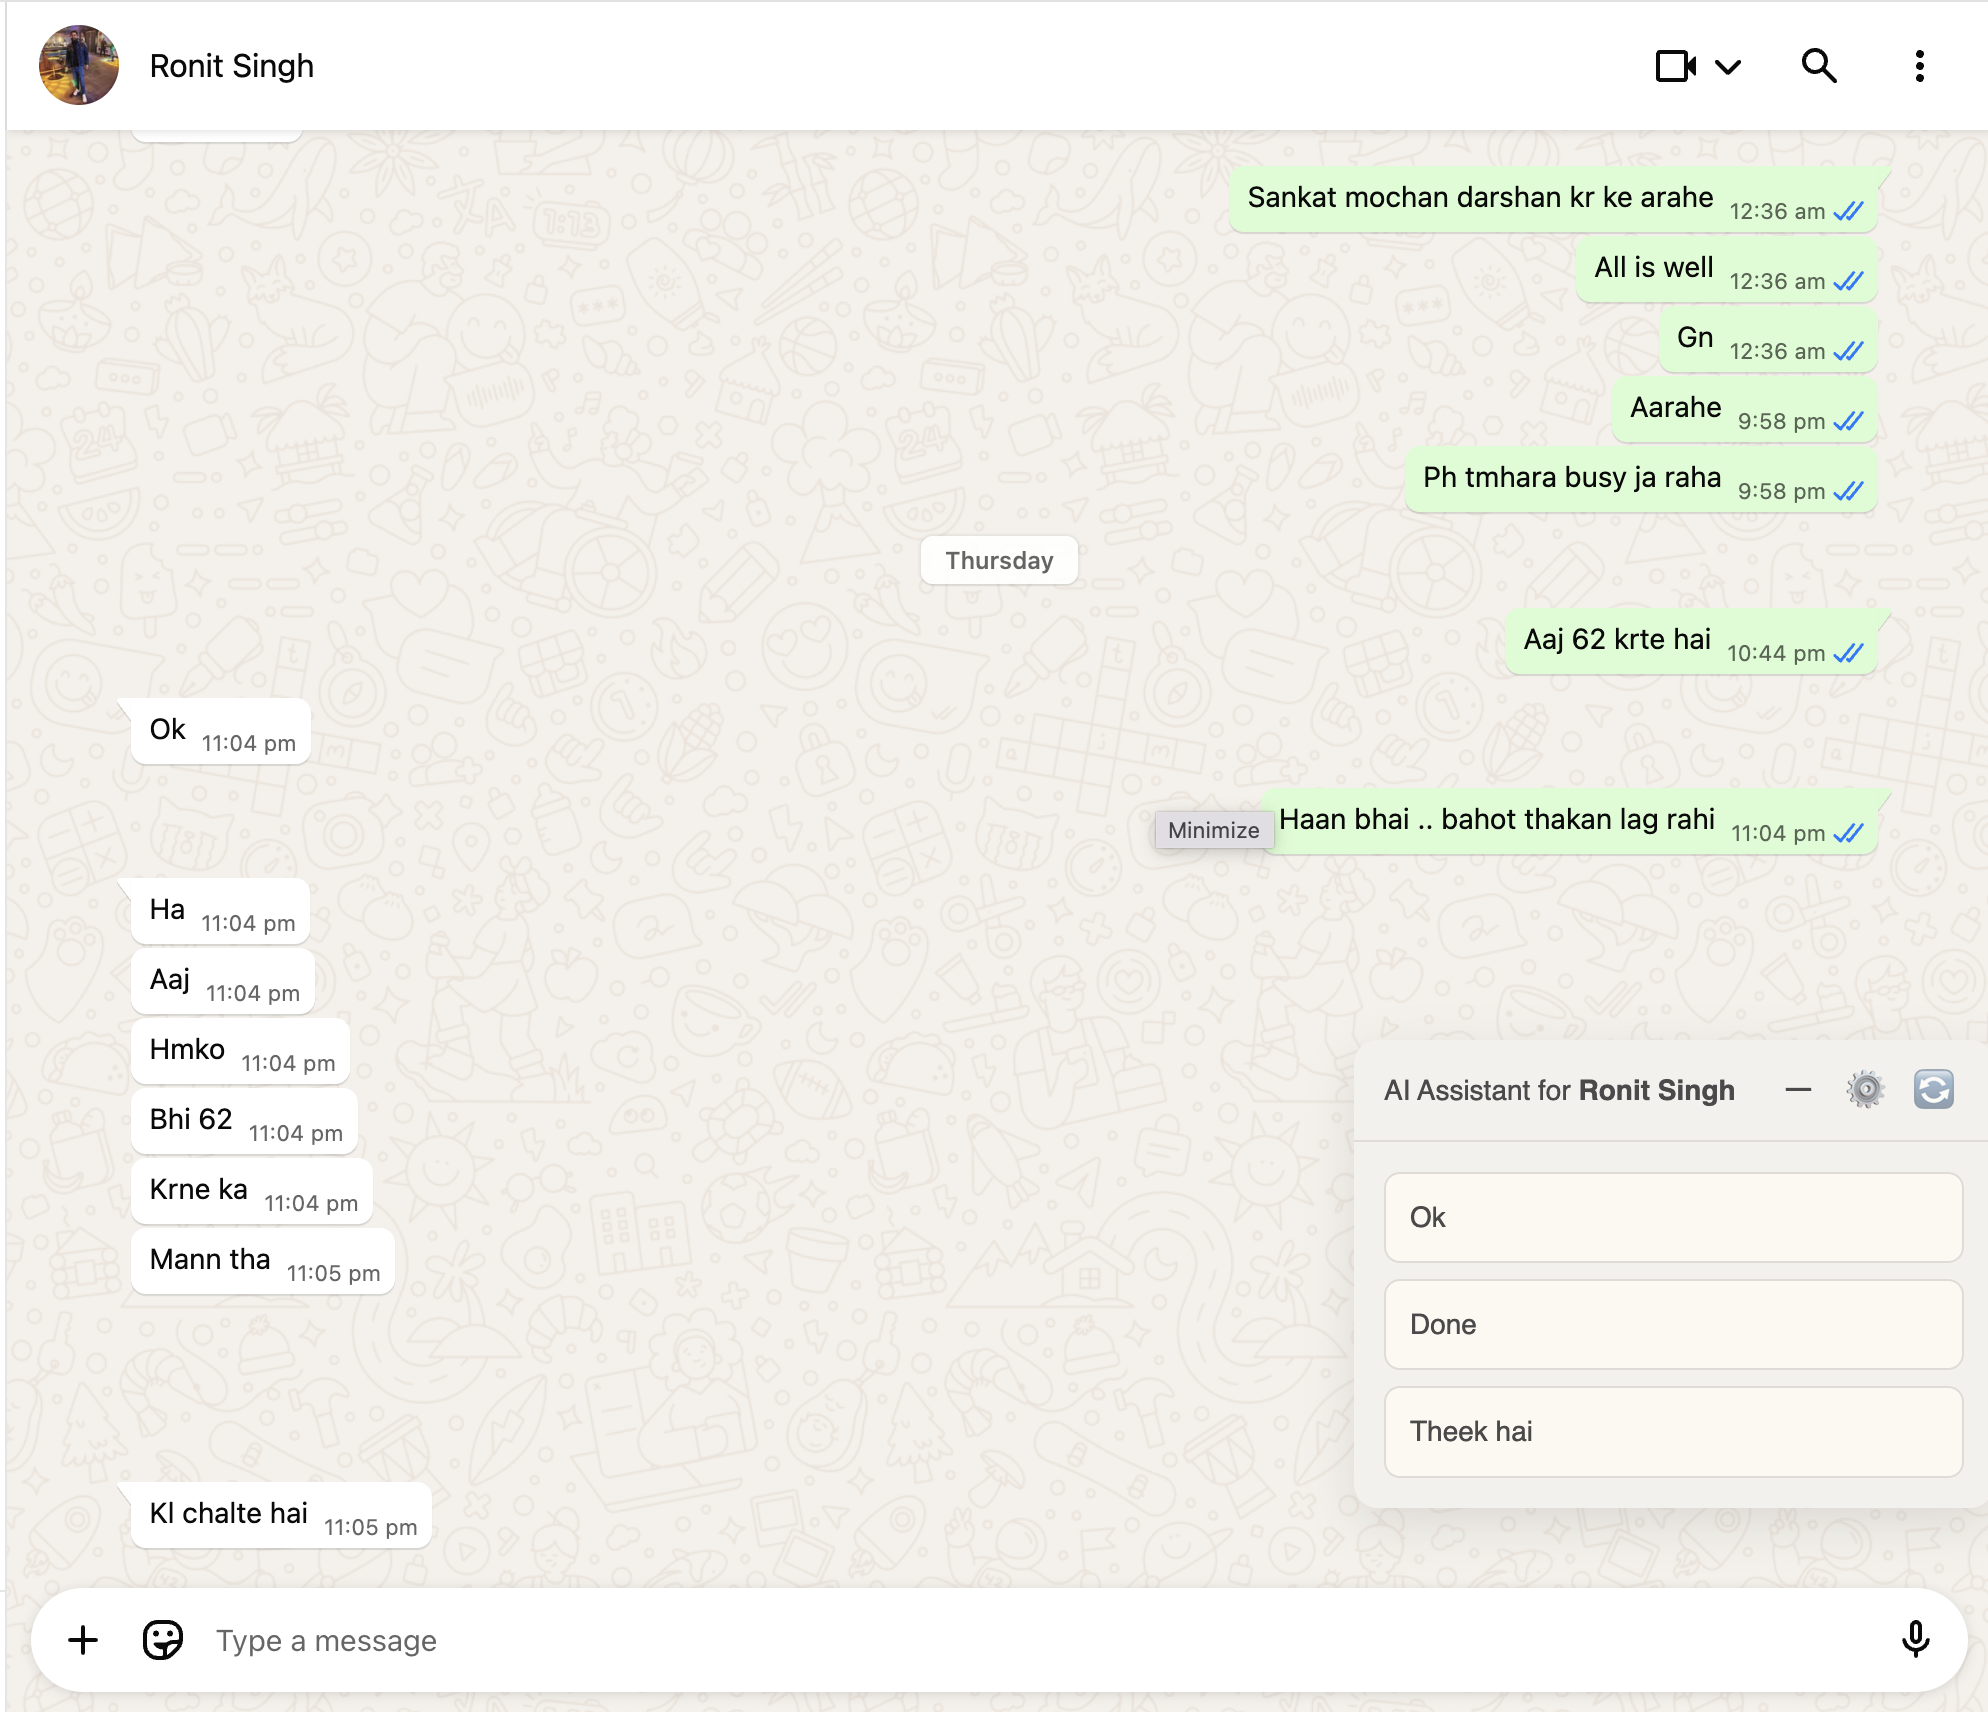 Ronit Singh
Sankat mochan darshan kr ke arahe 12:36 am
All is well 12:36 am
Gn 12:36 am
Aarahe 9:58 pm
Ph tmhara busy ja raha 9:58 pm
Thursday
Aaj 62 krte hai 10:44 pm
Ok 11:04 pm
Minimize
Haan bhai .. bahot thakan lag rahi 11:04 pm
Ha 11:04 pm
Aaj 11:04 pm
Hmko 11:04 pm
Bhi 62 11:04 pm
Krne ka 11:04 pm
Mann tha 11:05 pm
AI Assistant for Ronit Singh
Ok
Done
Theek hai
Kl chalte hai 11:05 pm
Type a message